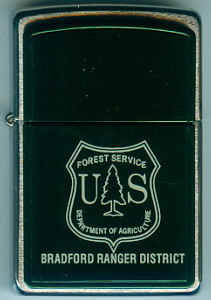 FOREST SERVICE
U S
DEPARTMENT OF AGRICULTURE
BRADFORD RANGER DISTRICT